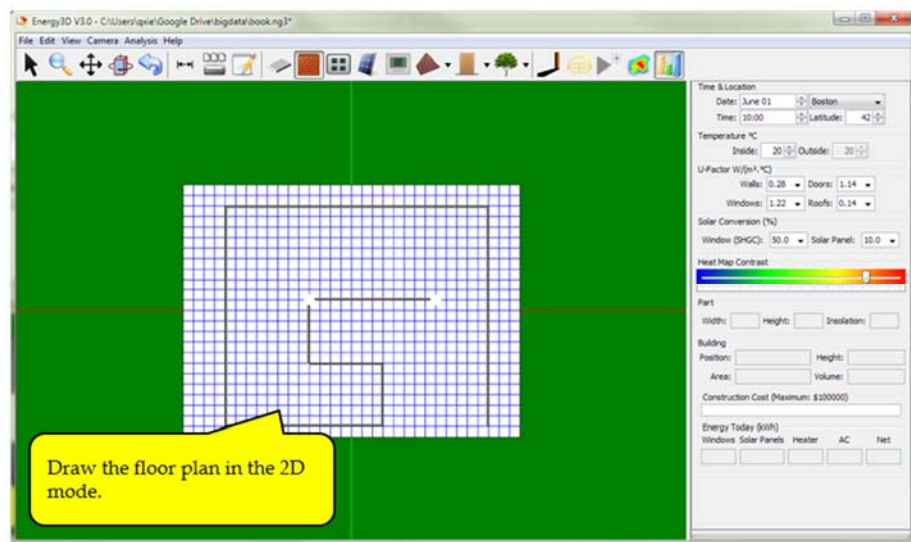 Energy3D V3.0 - C:\Users\qxie\Google Drive\bigdata\book.ng3*
File Edit View Camera Analysis Help
Time & Location
Date: June 01 Boston
Time: 10:00 Latitude: 42
Temperature ºC
Inside: 20 Outside: 20
U-Factor W/(m².ºC)
Walls: 0.28 Doors: 1.14
Windows: 1.22 Roofs: 0.14
Solar Conversion (%)
Window (SHGC): 50.0 Solar Panel: 10.0
Heat Map Contrast
Part
Width: Height: Insolation:
Building
Position: Height:
Area: Volume:
Construction Cost (Maximum: $100000)
Energy Today (kWh)
Windows Solar Panels Heater AC Net
Draw the floor plan in the 2D
mode.